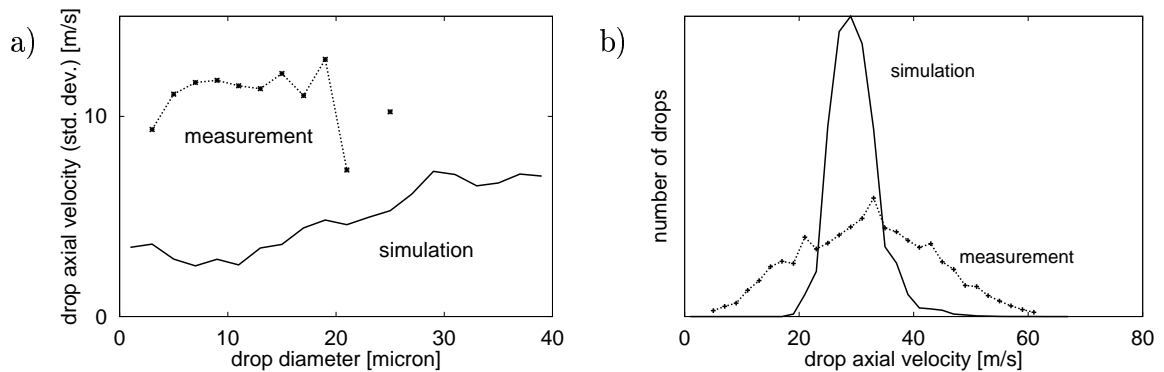 a)
drop axial velocity (std. dev.) [m/s]
10
0
measurement
simulation
0 10 20 30 40
drop diameter [micron]
b)
number of drops
simulation
measurement
0 20 40 60 80
drop axial velocity [m/s]